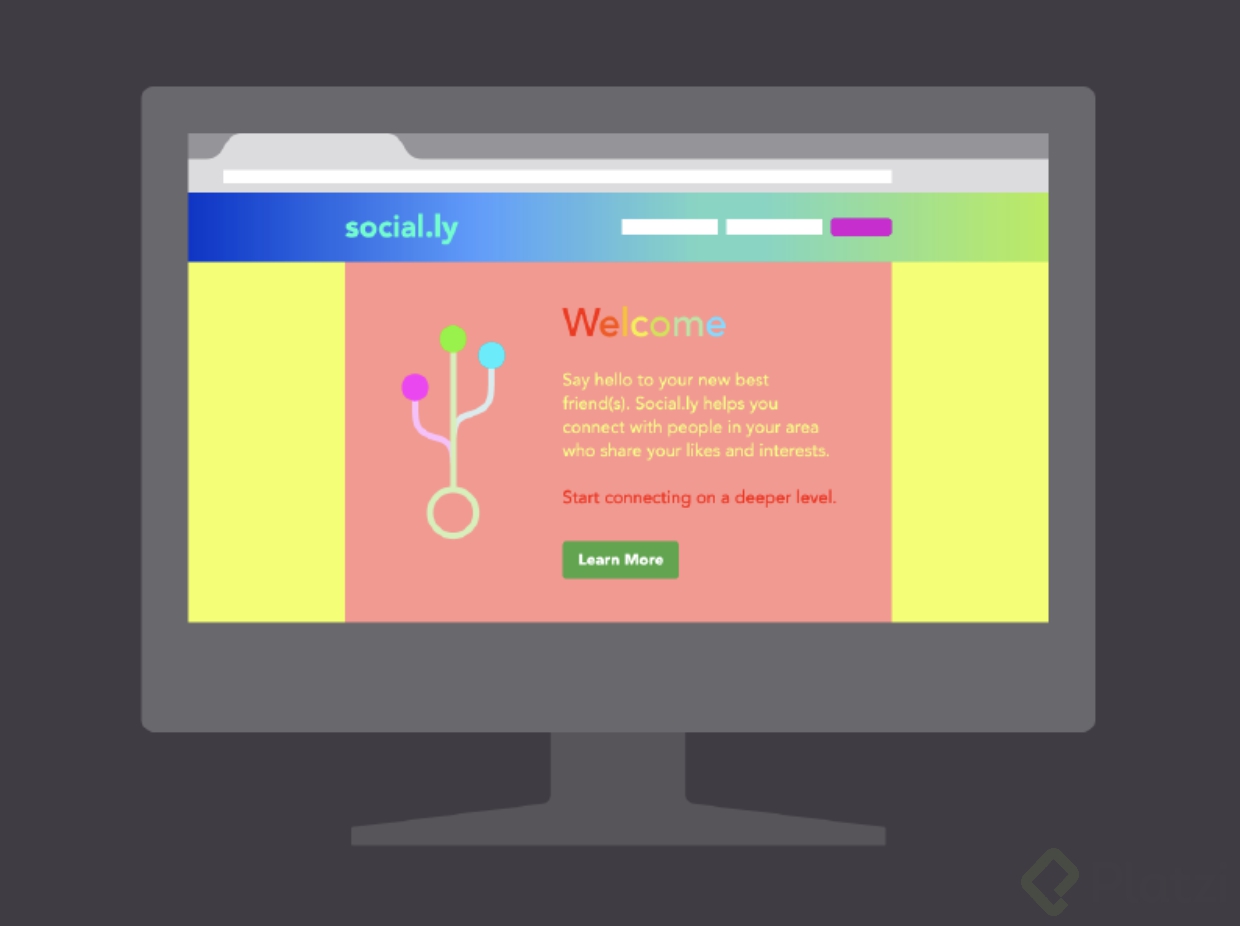 social.ly
Welcome
Say hello to your new best
friend(s). Social.ly helps you
connect with people in your area
who share your likes and interests.
Start connecting on a deeper level.
Learn More